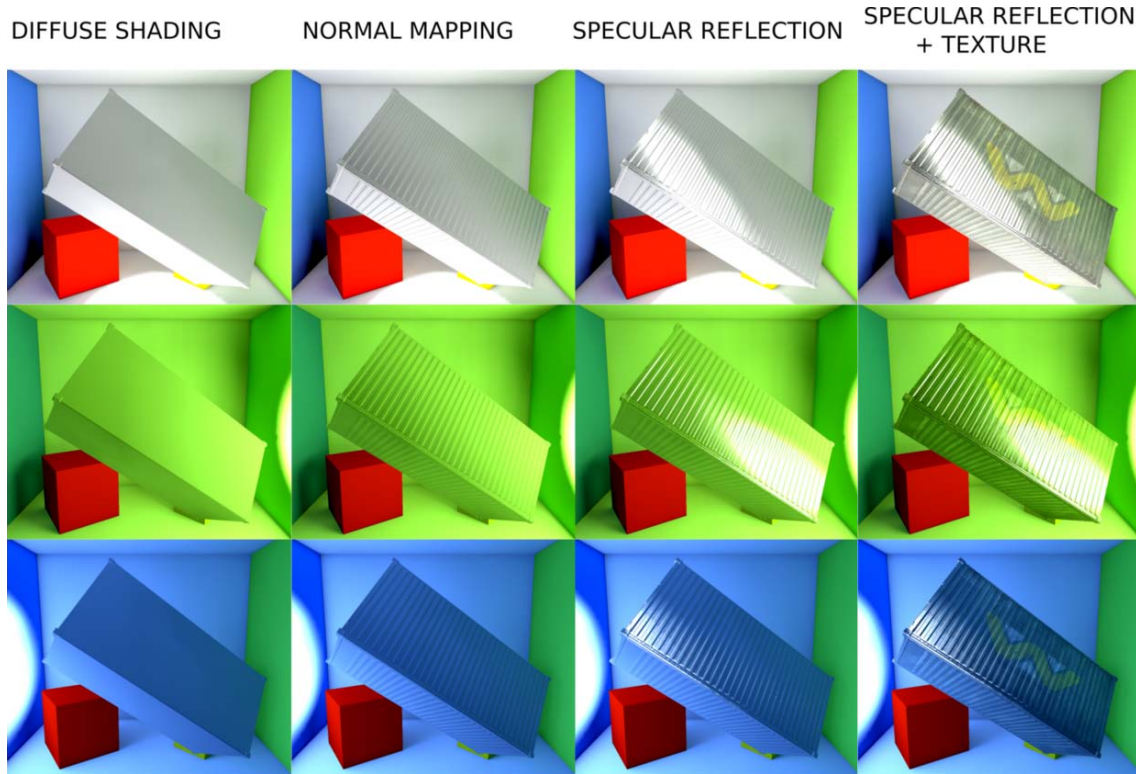 DIFFUSE SHADING
NORMAL MAPPING
SPECULAR REFLECTION
SPECULAR REFLECTION
+ TEXTURE